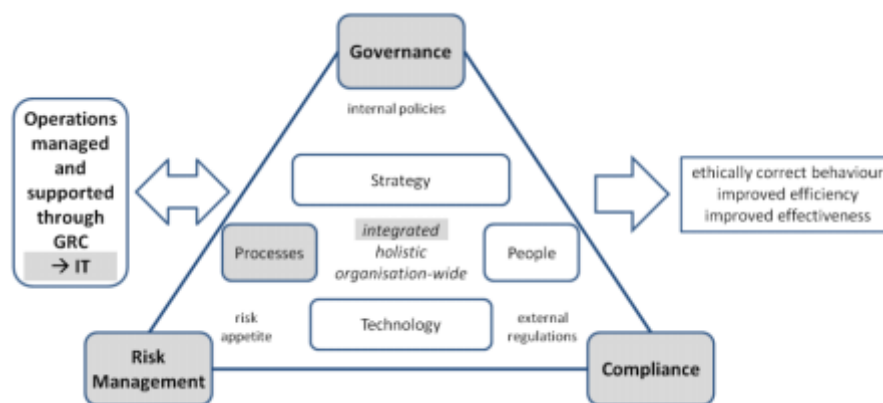 Governance
internal policies
Operations
managed
and
supported
through
GRC
→ IT
Strategy
ethically correct behaviour
improved efficiency
improved effectiveness
Processes
integrated
holistic
organisation-wide
People
risk
appetite
Technology
external
regulations
Risk
Management
Compliance